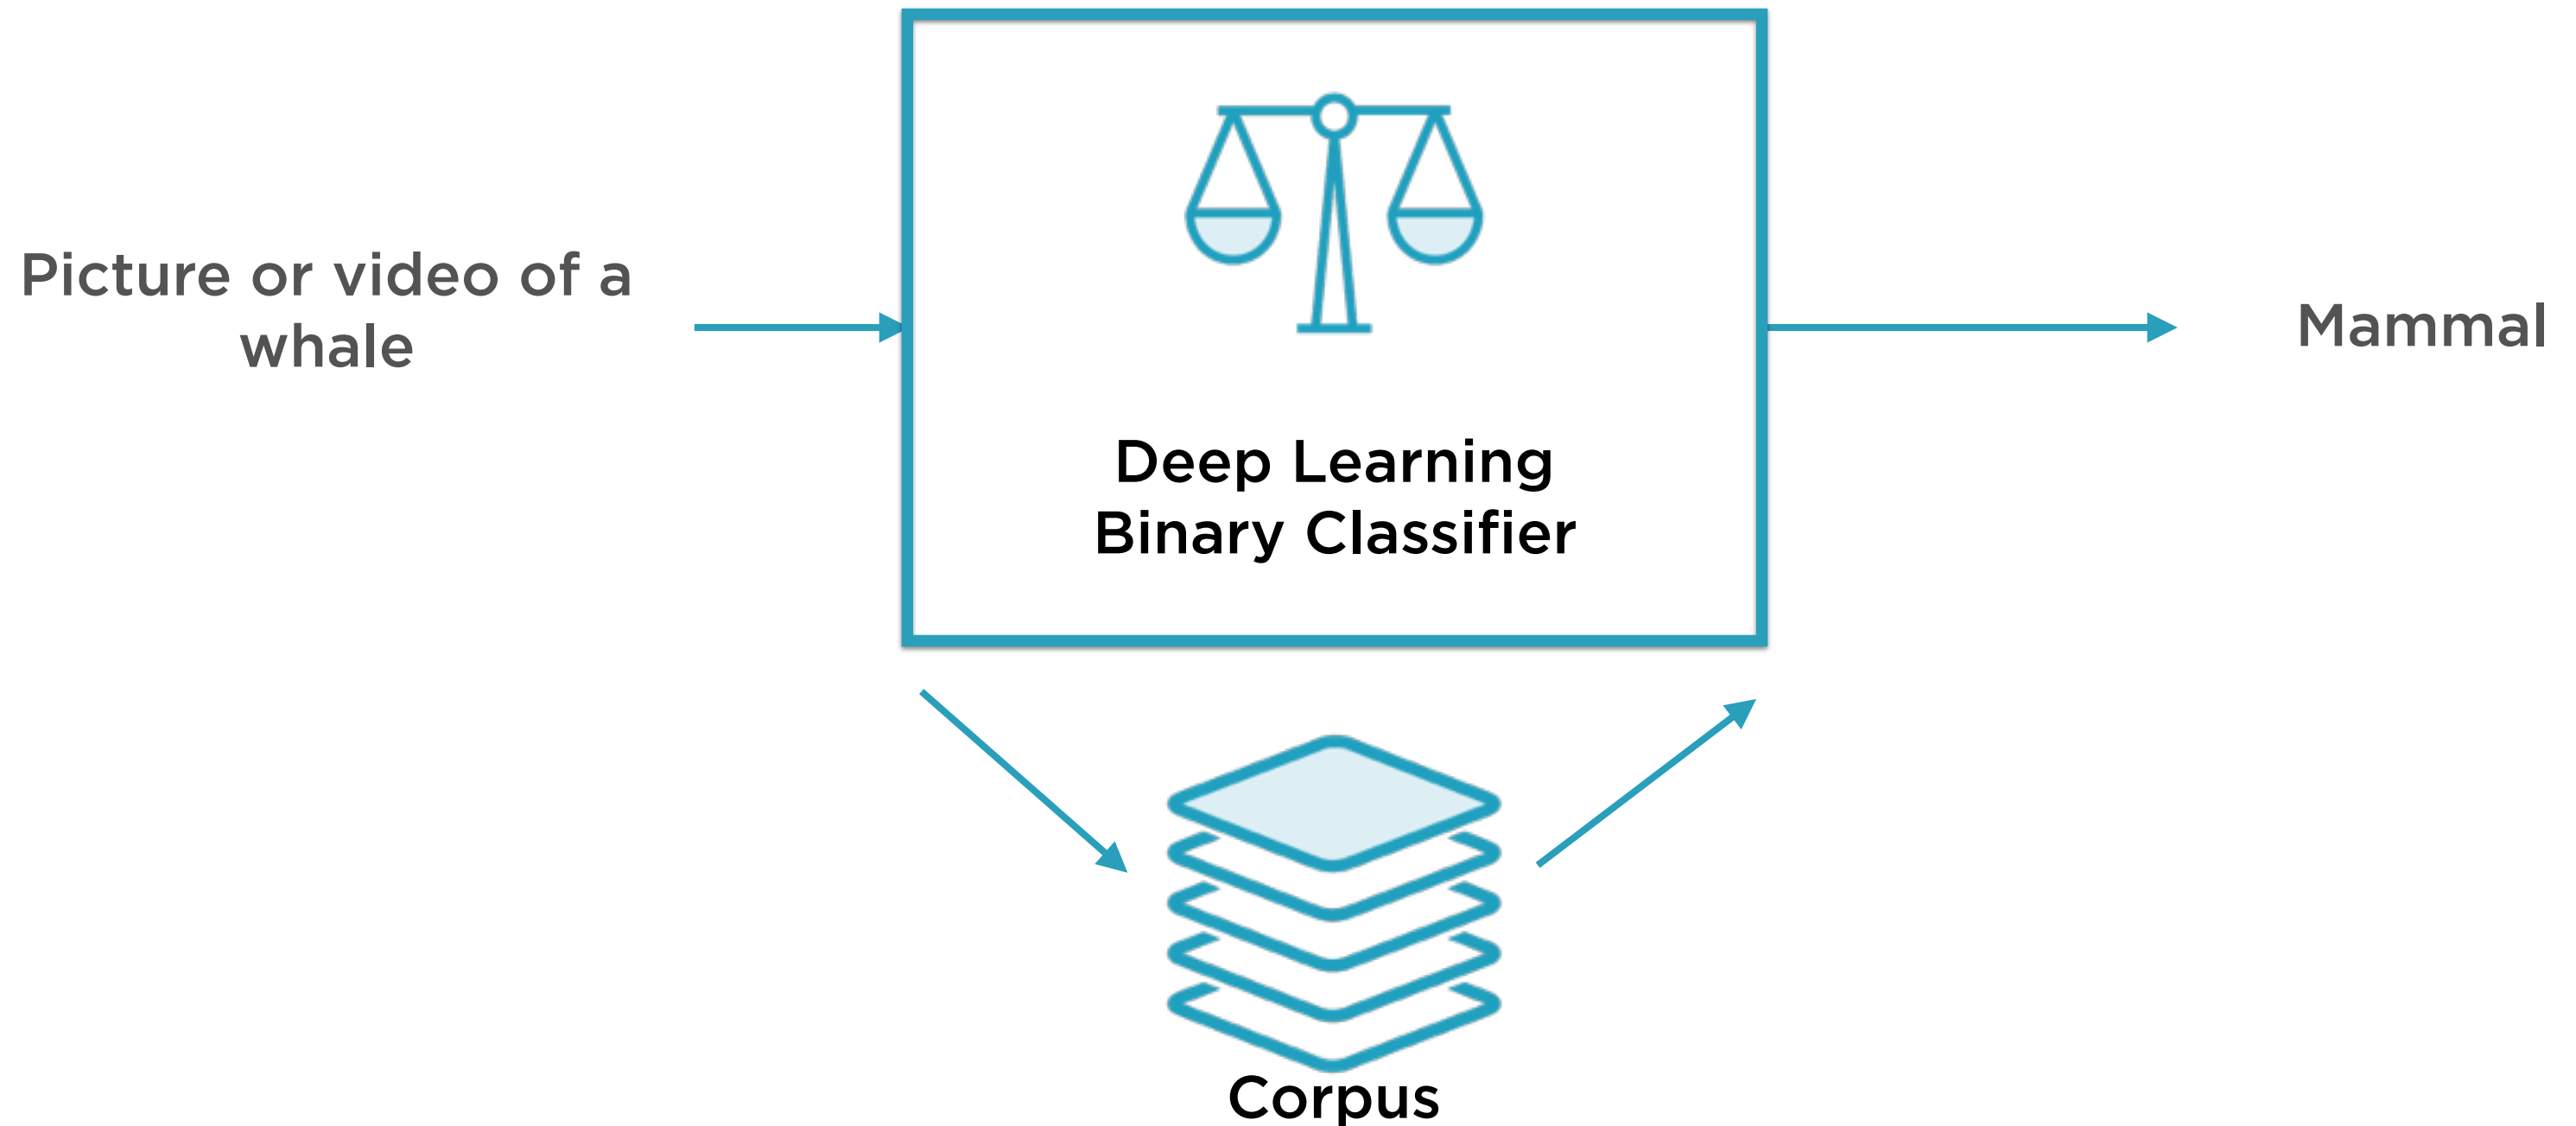 Picture or video of a
whale
Deep Learning
Binary Classifier
Mammal
Corpus